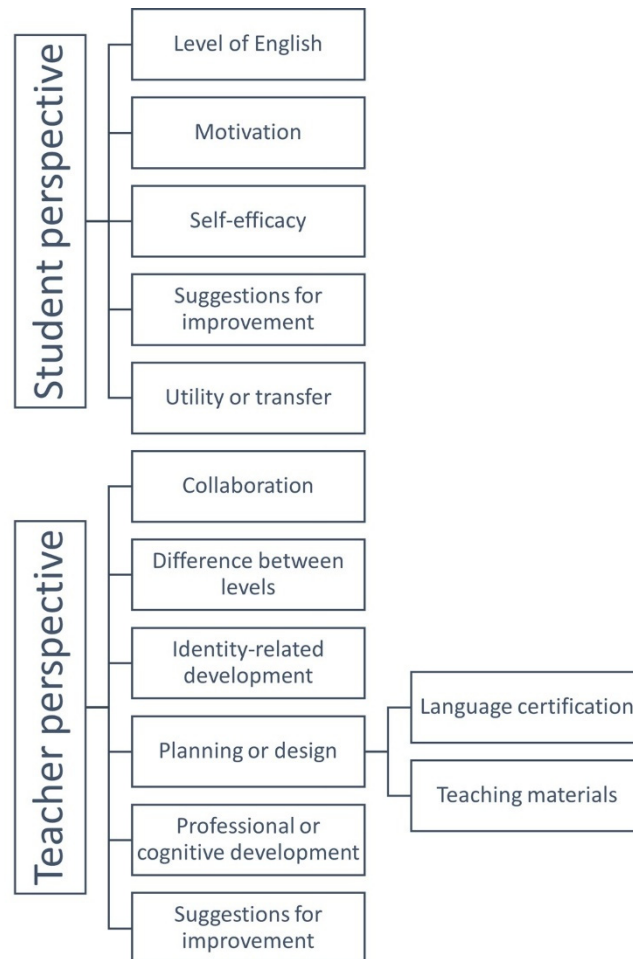 Student perspective
Level of English
Motivation
Self-efficacy
Suggestions for
improvement
Utility or transfer
Teacher perspective
Collaboration
Difference between
levels
Identity-related
development
Planning or design
Language certification
Teaching materials
Professional or
cognitive development
Suggestions for
improvement